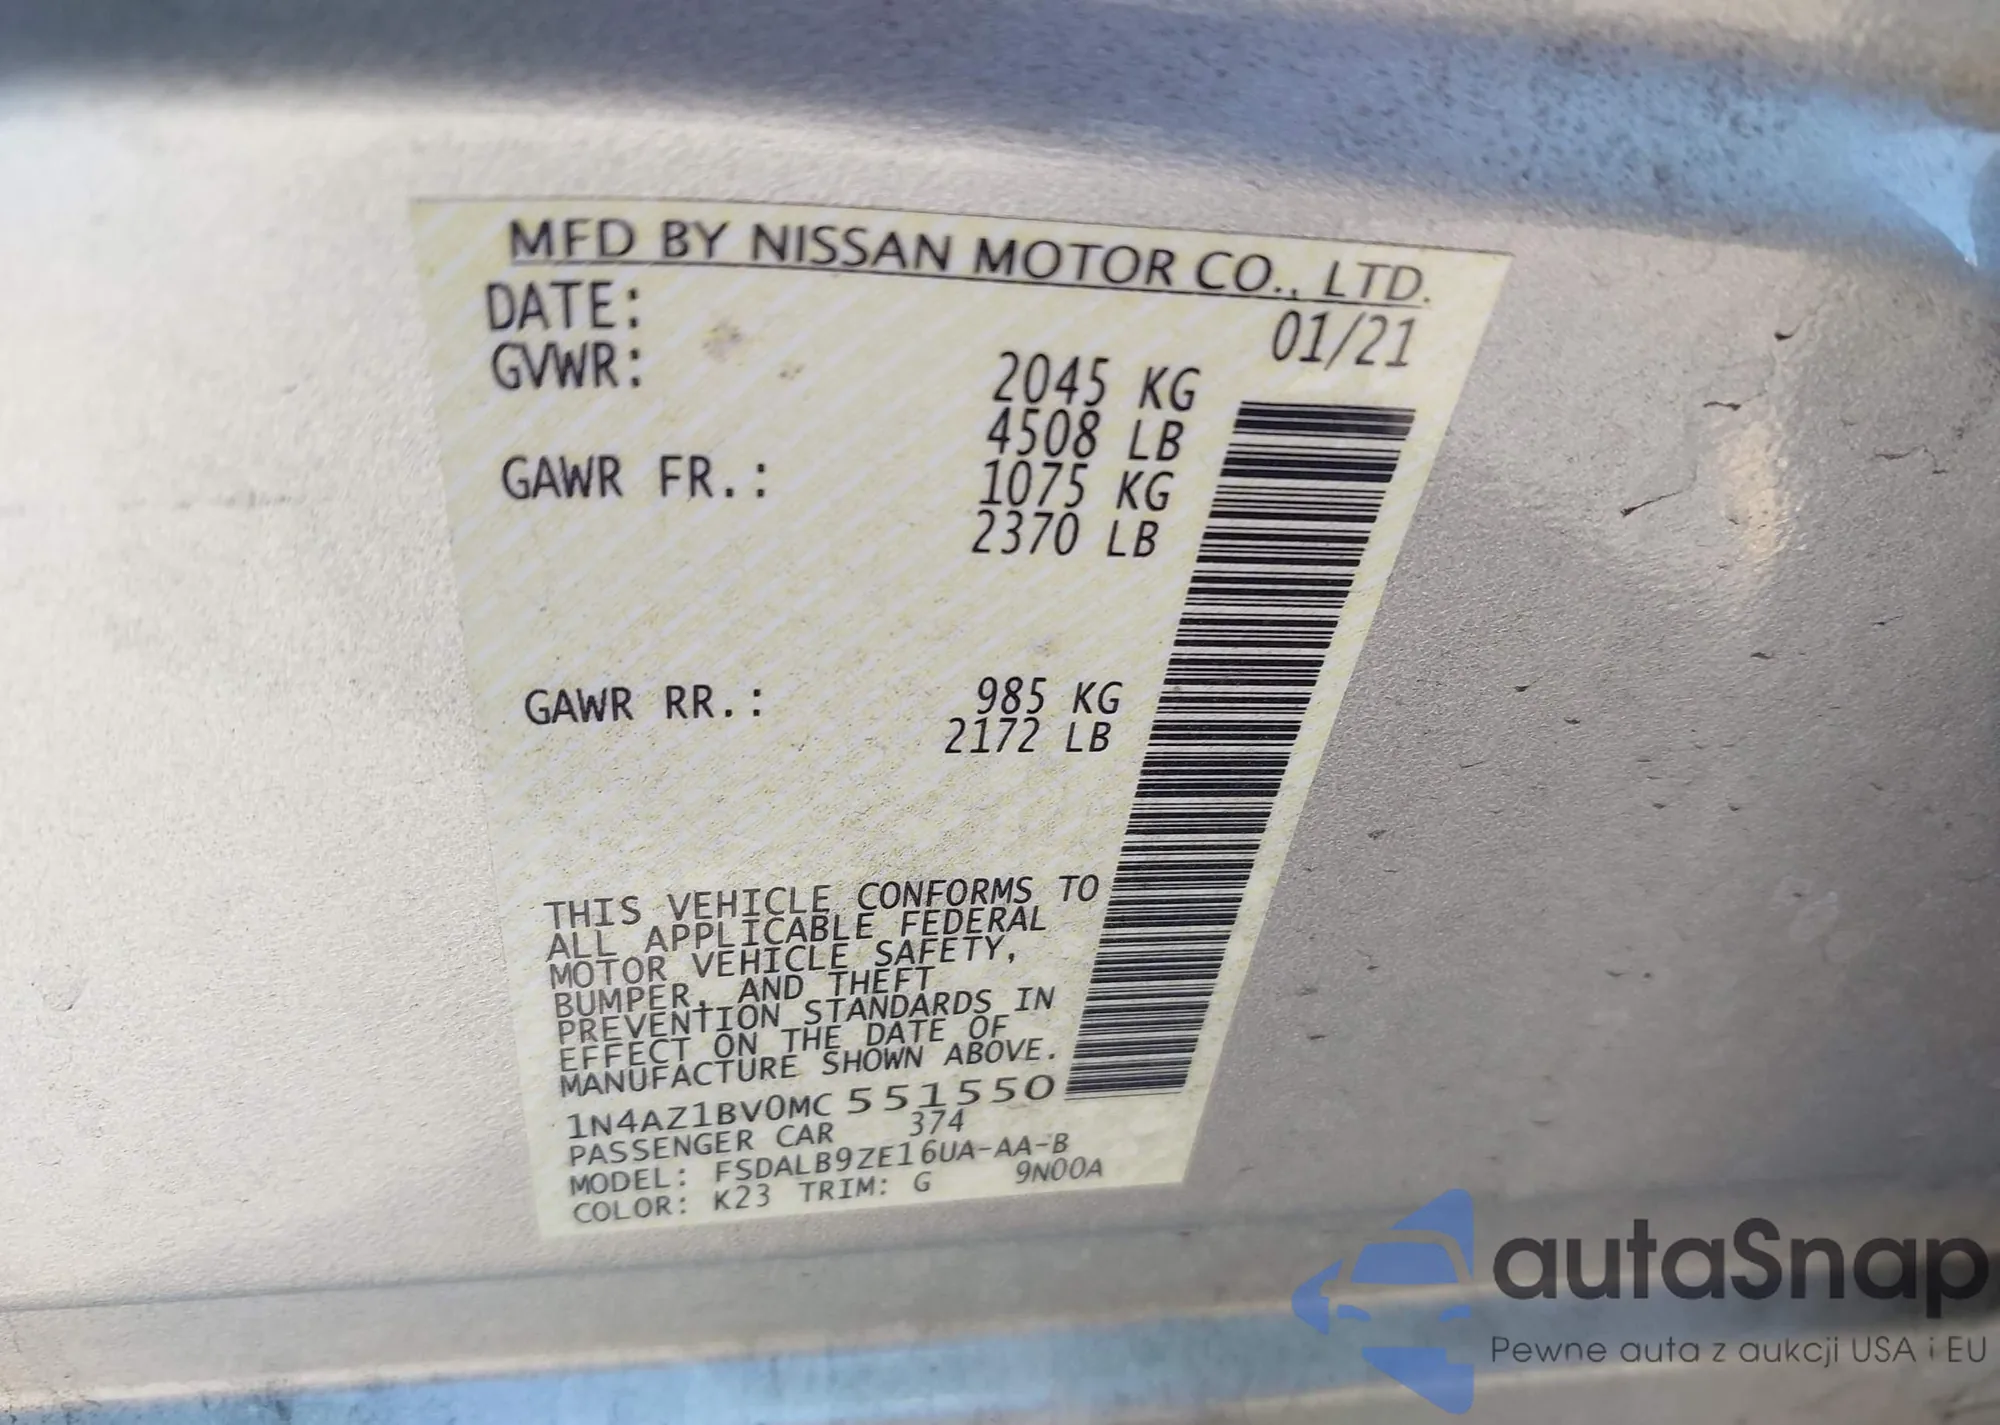 MFD BY NISSAN MOTOR CO., LTD.
DATE: 01/21
GVWR: 2045 KG
4508 LB
GAWR FR.: 1075 KG
2370 LB
GAWR RR.: 985 KG
2172 LB
THIS VEHICLE CONFORMS TO
ALL APPLICABLE FEDERAL
MOTOR VEHICLE SAFETY,
BUMPER, AND THEFT
PREVENTION STANDARDS IN
EFFECT ON THE DATE OF
MANUFACTURE SHOWN ABOVE.
1N4AZ1BV0MC 551550
PASSENGER CAR 374
MODEL: FSDALB9ZE16UA-AA-B
COLOR: K23 TRIM: G 9N00A
autaSnap
Pewne auta z aukcji USA i EU